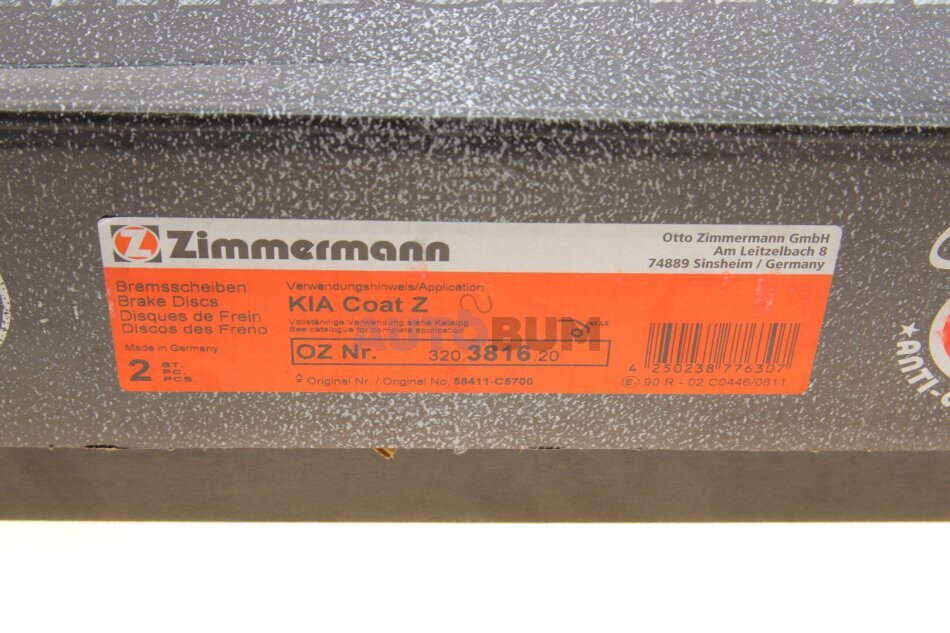 Z Zimmermann
Otto Zimmermann GmbH
Am Leitzelbach 8
74889 Sinsheim / Germany
Bremsscheiben
Brake Discs
Disques de Frein
Discos des Freno
Made in Germany
2 ST.
PC.
PCS.
Verwendungshinweis/Application
KIA Coat Z
Vollständige Verwendung siehe Katalog
See catalogue for complete application
AUTOBUM
OZ Nr. 320.3816.20
Original Nr. / Original No. 58411-C5700
4 250238 776307
E 90 R - 02 C0446/0611
ANTI-